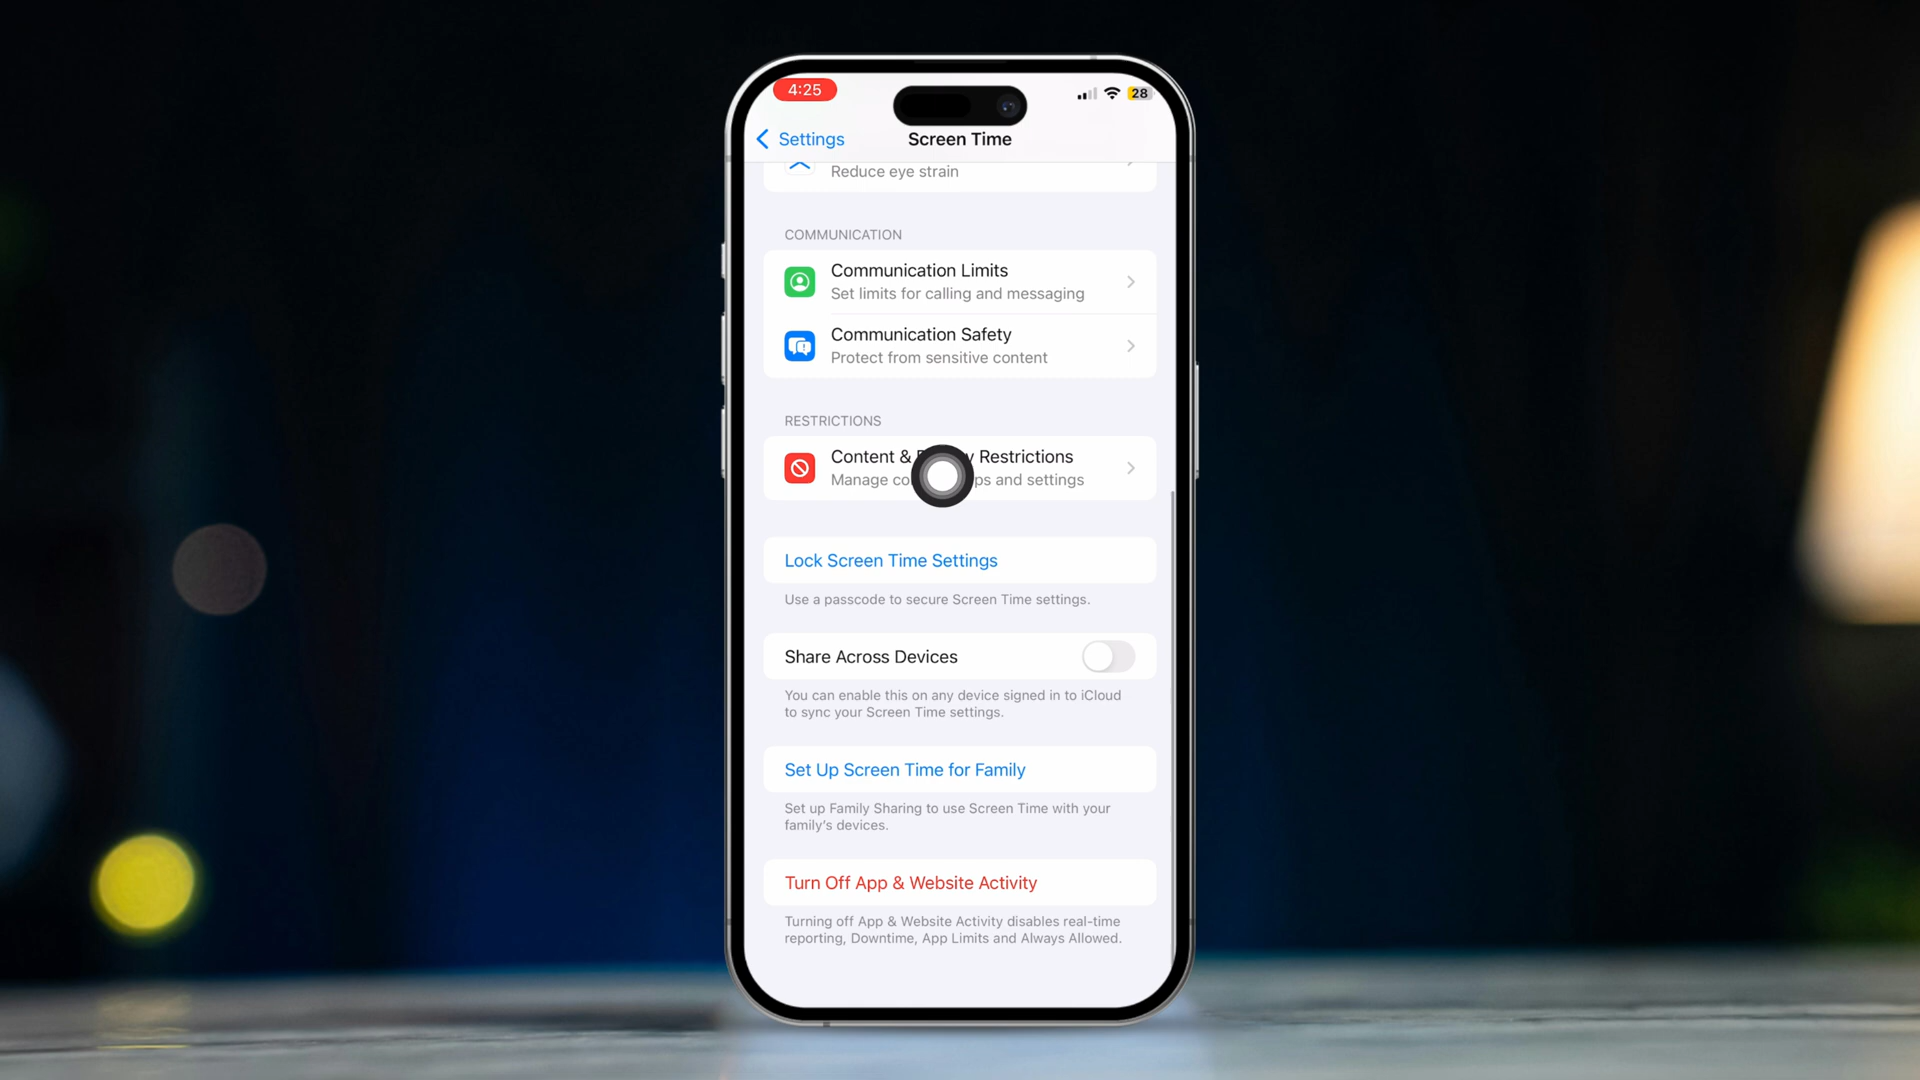 4:25
28
Settings
Screen Time
Reduce eye strain
COMMUNICATION
Communication Limits
Set limits for calling and messaging
Communication Safety
Protect from sensitive content
RESTRICTIONS
Content & Restrictions
Manage and settings
Lock Screen Time Settings
Use a passcode to secure Screen Time settings.
Share Across Devices
You can enable this on any device signed in to iCloud
to sync your Screen Time settings.
Set Up Screen Time for Family
Set up Family Sharing to use Screen Time with your
family's devices.
Turn Off App & Website Activity
Turning off App & Website Activity disables real-time
reporting, Downtime, App Limits and Always Allowed.